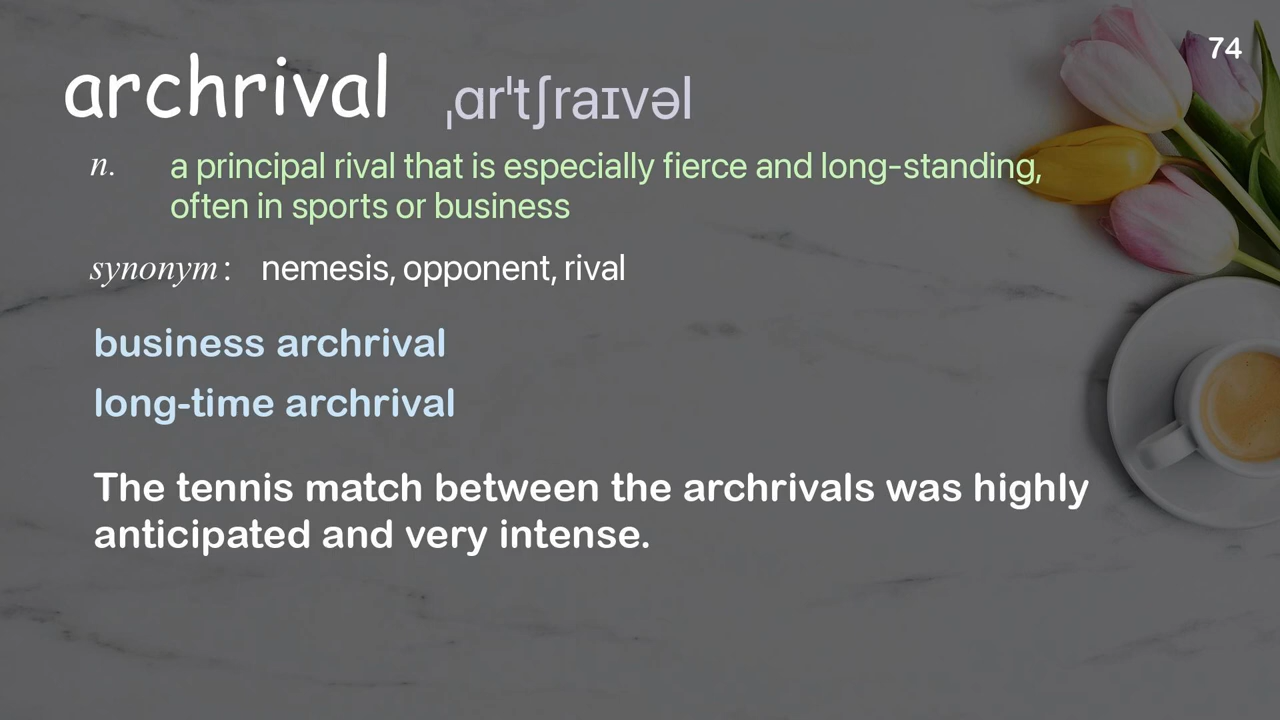 74
archrival ˌɑrˈtʃraɪvəl
n. a principal rival that is especially fierce and long-standing,
often in sports or business
synonym : nemesis, opponent, rival
business archrival
long-time archrival
The tennis match between the archrivals was highly
anticipated and very intense.